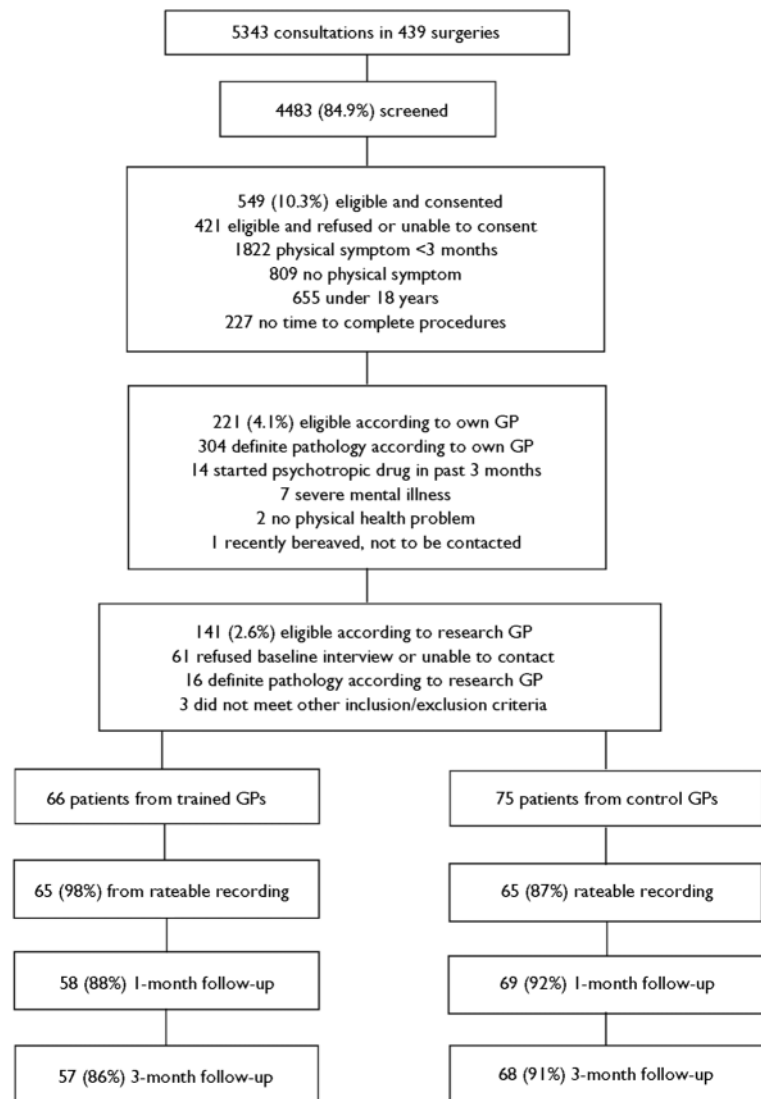 5343 consultations in 439 surgeries
4483 (84.9%) screened
549 (10.3%) eligible and consented
421 eligible and refused or unable to consent
1822 physical symptom <3 months
809 no physical symptom
655 under 18 years
227 no time to complete procedures
221 (4.1%) eligible according to own GP
304 definite pathology according to own GP
14 started psychotropic drug in past 3 months
7 severe mental illness
2 no physical health problem
1 recently bereaved, not to be contacted
141 (2.6%) eligible according to research GP
61 refused baseline interview or unable to contact
16 definite pathology according to research GP
3 did not meet other inclusion/exclusion criteria
66 patients from trained GPs
75 patients from control GPs
65 (98%) from rateable recording
65 (87%) rateable recording
58 (88%) 1-month follow-up
69 (92%) 1-month follow-up
57 (86%) 3-month follow-up
68 (91%) 3-month follow-up